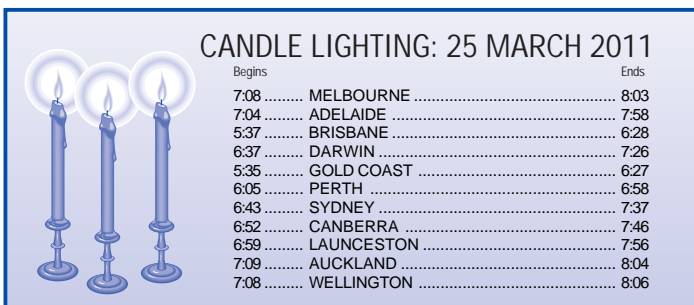 CANDLE LIGHTING: 25 MARCH 2011
Begins Ends
7:08 ......... MELBOURNE ................................................ 8:03
7:04 ......... ADELAIDE ................................................... 7:58
5:37 ......... BRISBANE ................................................... 6:28
6:37 ......... DARWIN ...................................................... 7:26
5:35 ......... GOLD COAST ............................................. 6:27
6:05 ......... PERTH ........................................................ 6:58
6:43 ......... SYDNEY ...................................................... 7:37
6:52 ......... CANBERRA ................................................. 7:46
6:59 ......... LAUNCESTON ............................................ 7:56
7:09 ......... AUCKLAND .................................................. 8:04
7:08 ......... WELLINGTON ............................................. 8:06